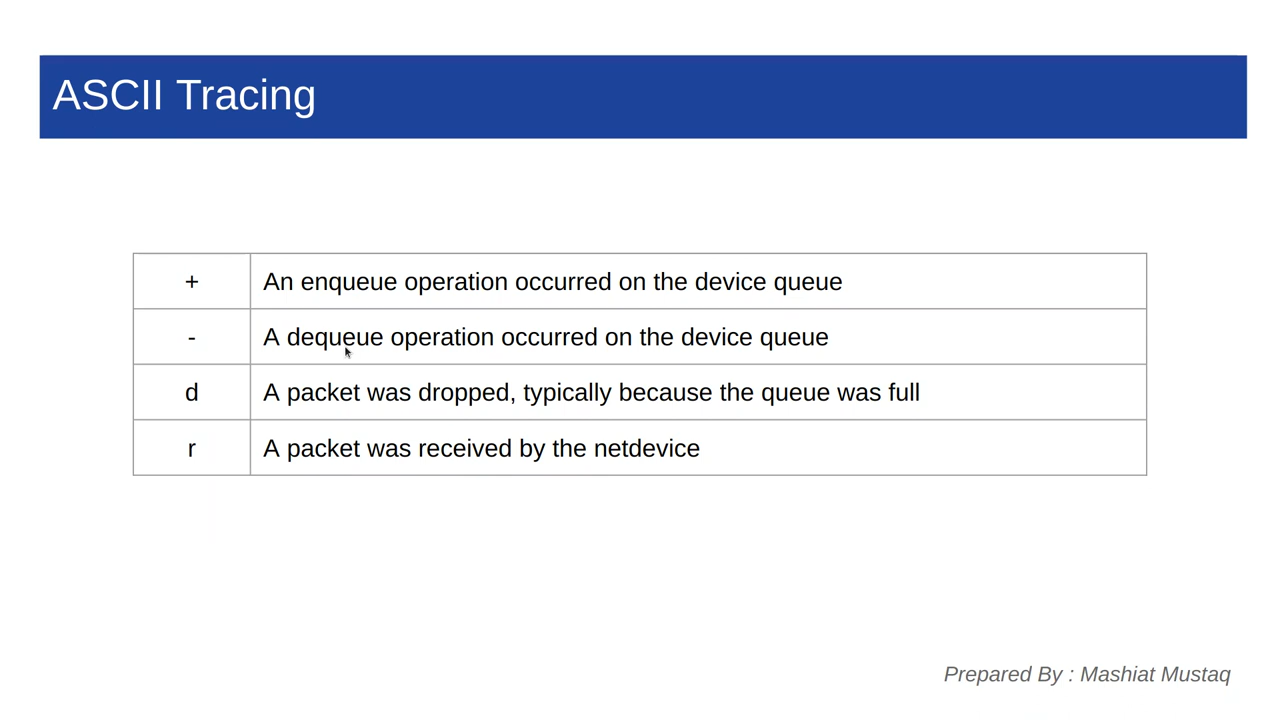 ASCII Tracing
+ An enqueue operation occurred on the device queue
- A dequeue operation occurred on the device queue
d A packet was dropped, typically because the queue was full
r A packet was received by the netdevice
Prepared By : Mashiat Mustaq